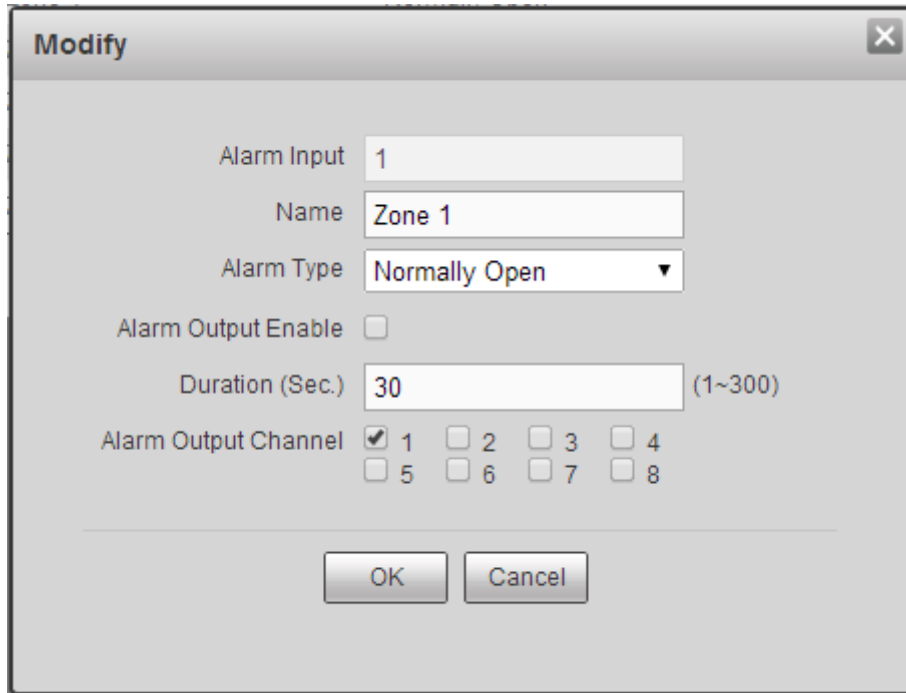 Modify
Alarm Input 1
Name Zone 1
Alarm Type Normally Open
Alarm Output Enable
Duration (Sec.) 30 (1~300)
Alarm Output Channel 1 2 3 4
5 6 7 8
OK Cancel